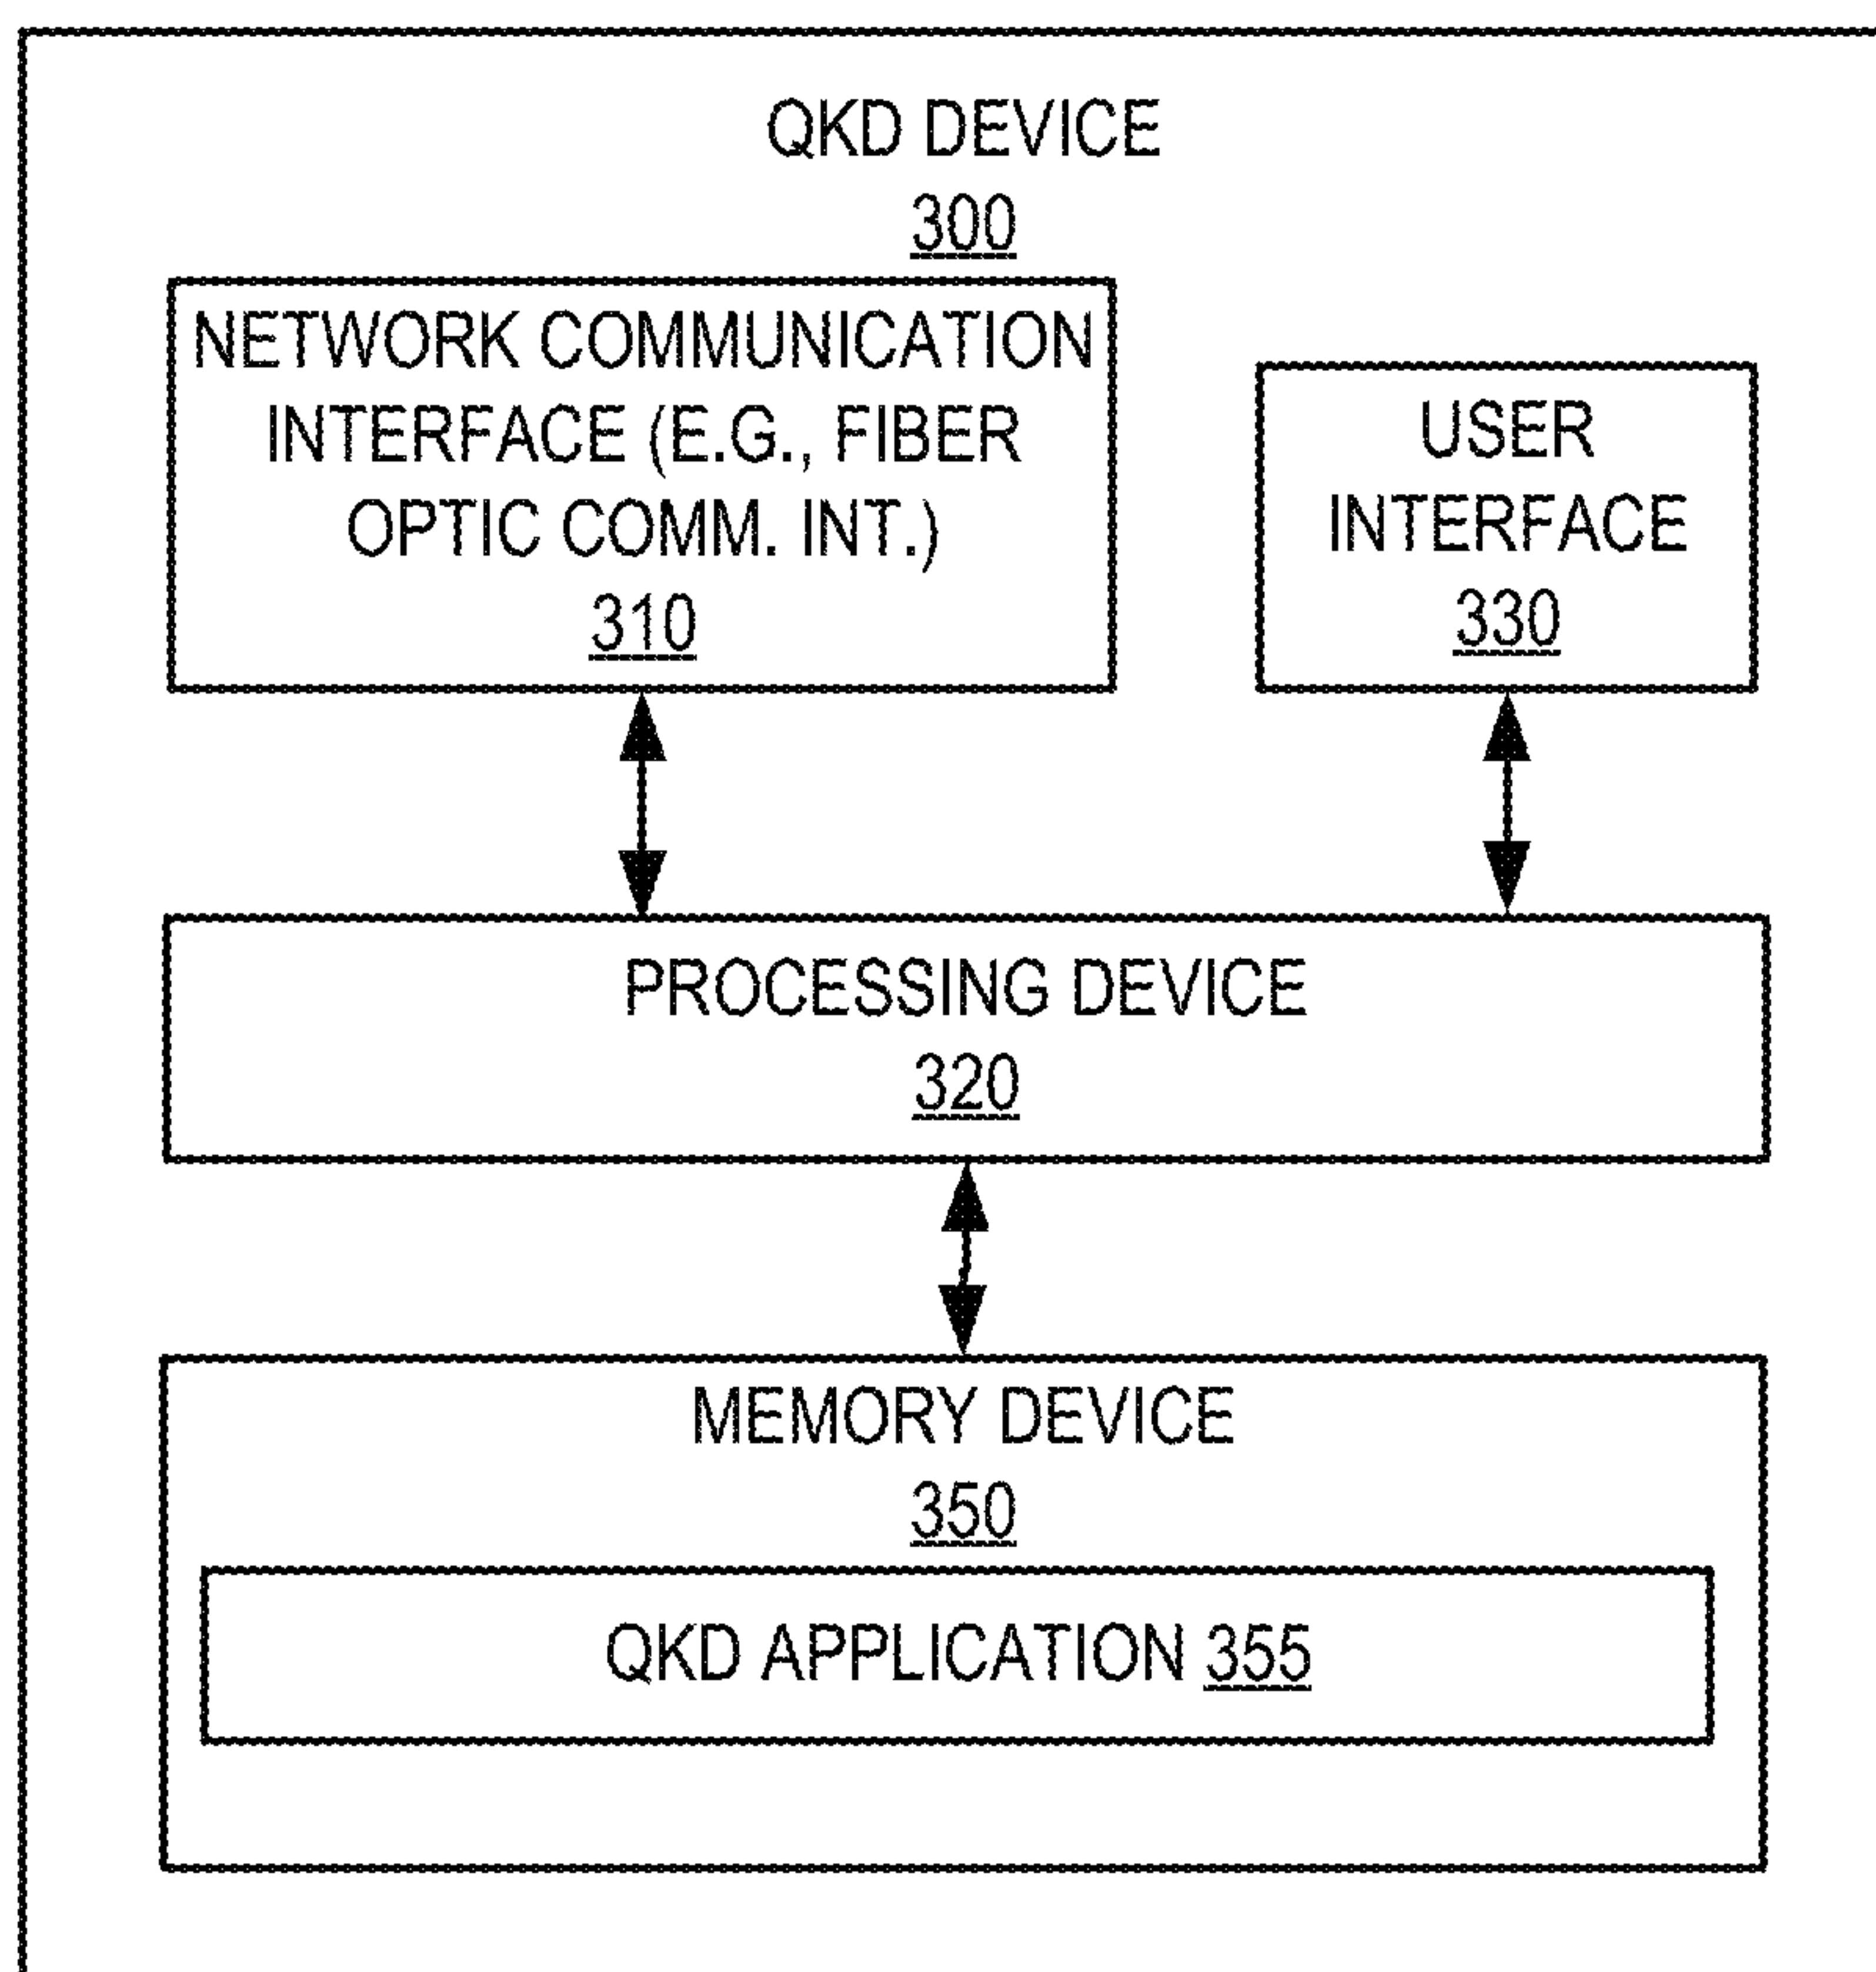 QKD DEVICE
300
NETWORK COMMUNICATION
INTERFACE (E.G., FIBER
OPTIC COMM. INT.)
310
USER
INTERFACE
330
PROCESSING DEVICE
320
MEMORY DEVICE
350
QKD APPLICATION 355